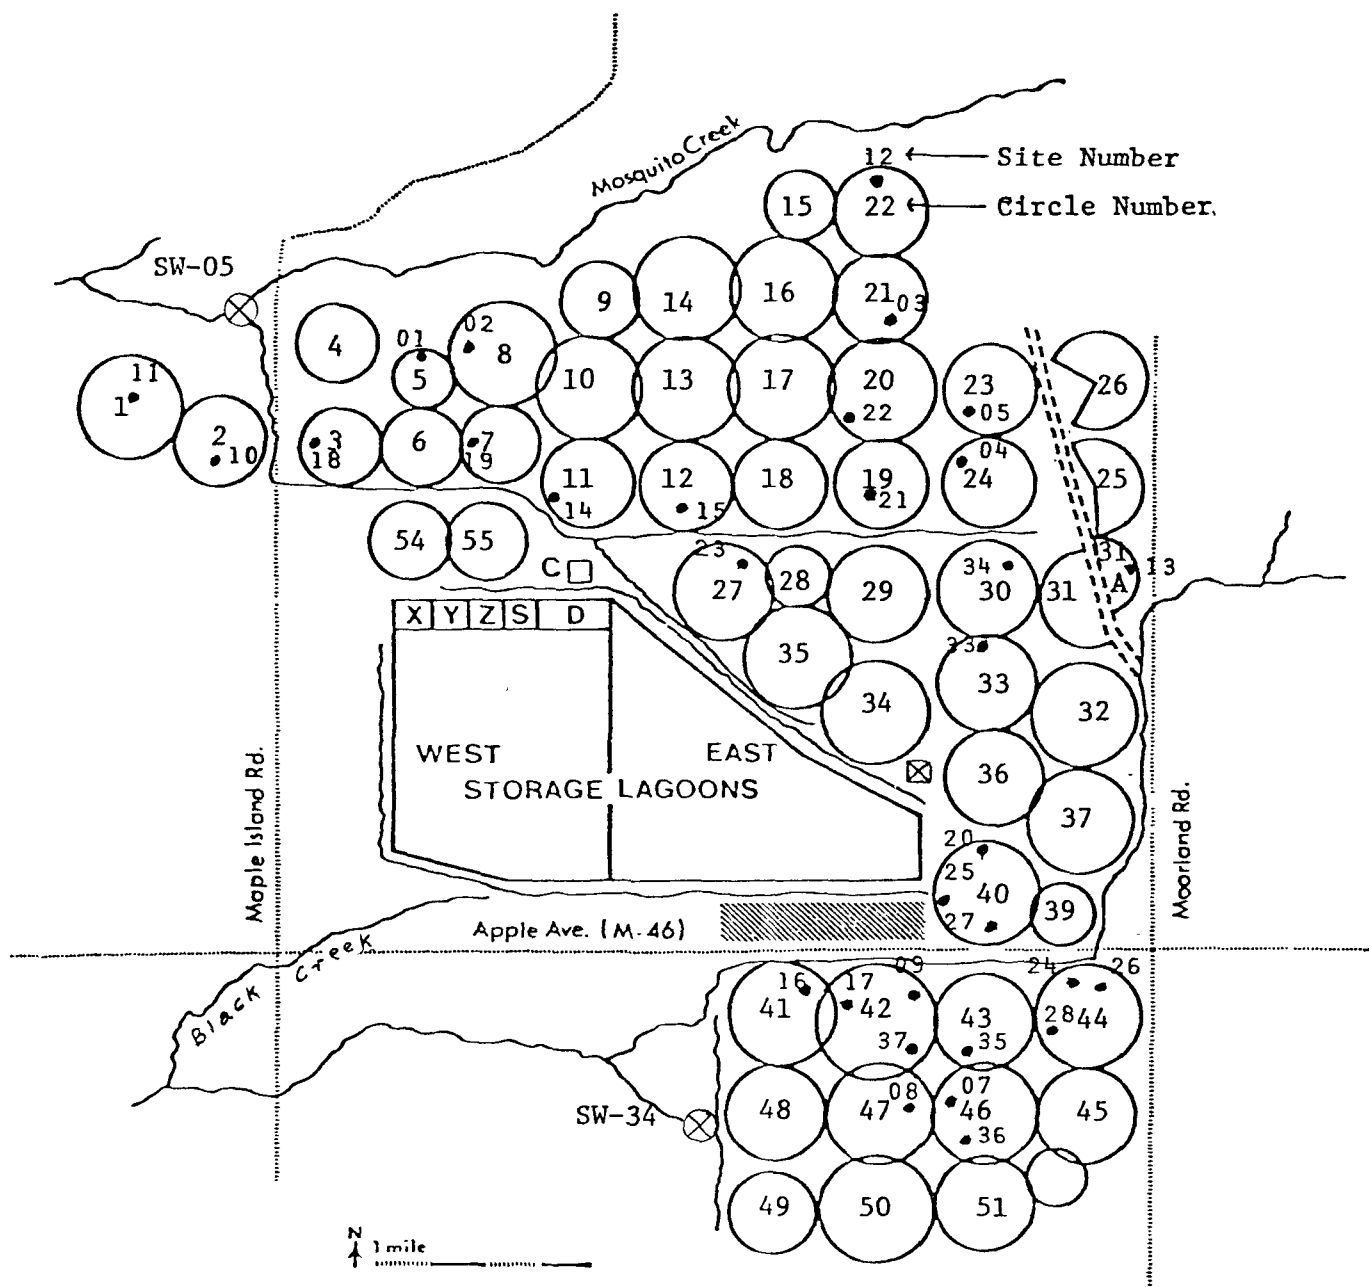 Mosquito Creek
12 Site Number
15 22 Circle Number.
SW-05
9 14 16 21 03
4 01 02 8
5 10 13 17 20 22 23 05 26
11
1
2 10
3 18 6 7 19
11 14 12 15 18 19 21 04 24 25
54 55
C
23 27 28 29 34 30 31 31 A 13
X Y Z S D
35 33 33 32
34
WEST EAST
STORAGE LAGOONS
36 37
Maple Island Rd.
Moorland Rd.
20 25 40 27 39
Apple Ave. (M-46)
Black Creek
16 41 17 42 09 37 43 35 24 26 28 44
SW-34
48 47 08 07 46 36 45
49 50 51
N
1 mile